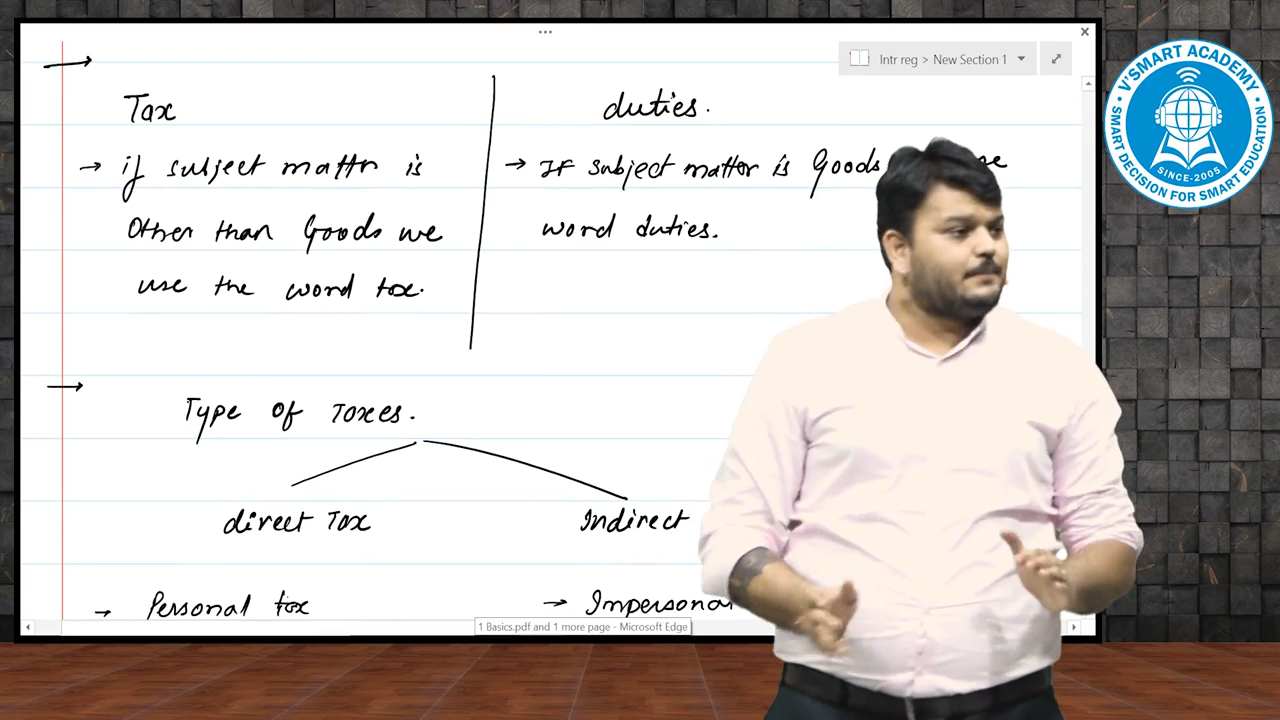 Intr reg > New Section 1
Tax
→ if subject matter is
Other than Goods we
use the word tax.
duties.
→ If subject matter is Goods
word duties.
Type of Taxes.
direct Tax
Indirect
→ Personal tax
→ Impersonal
1 Basics.pdf and 1 more page - Microsoft Edge
V'SMART ACADEMY
SINCE-2005
SMART DECISION FOR SMART EDUCATION